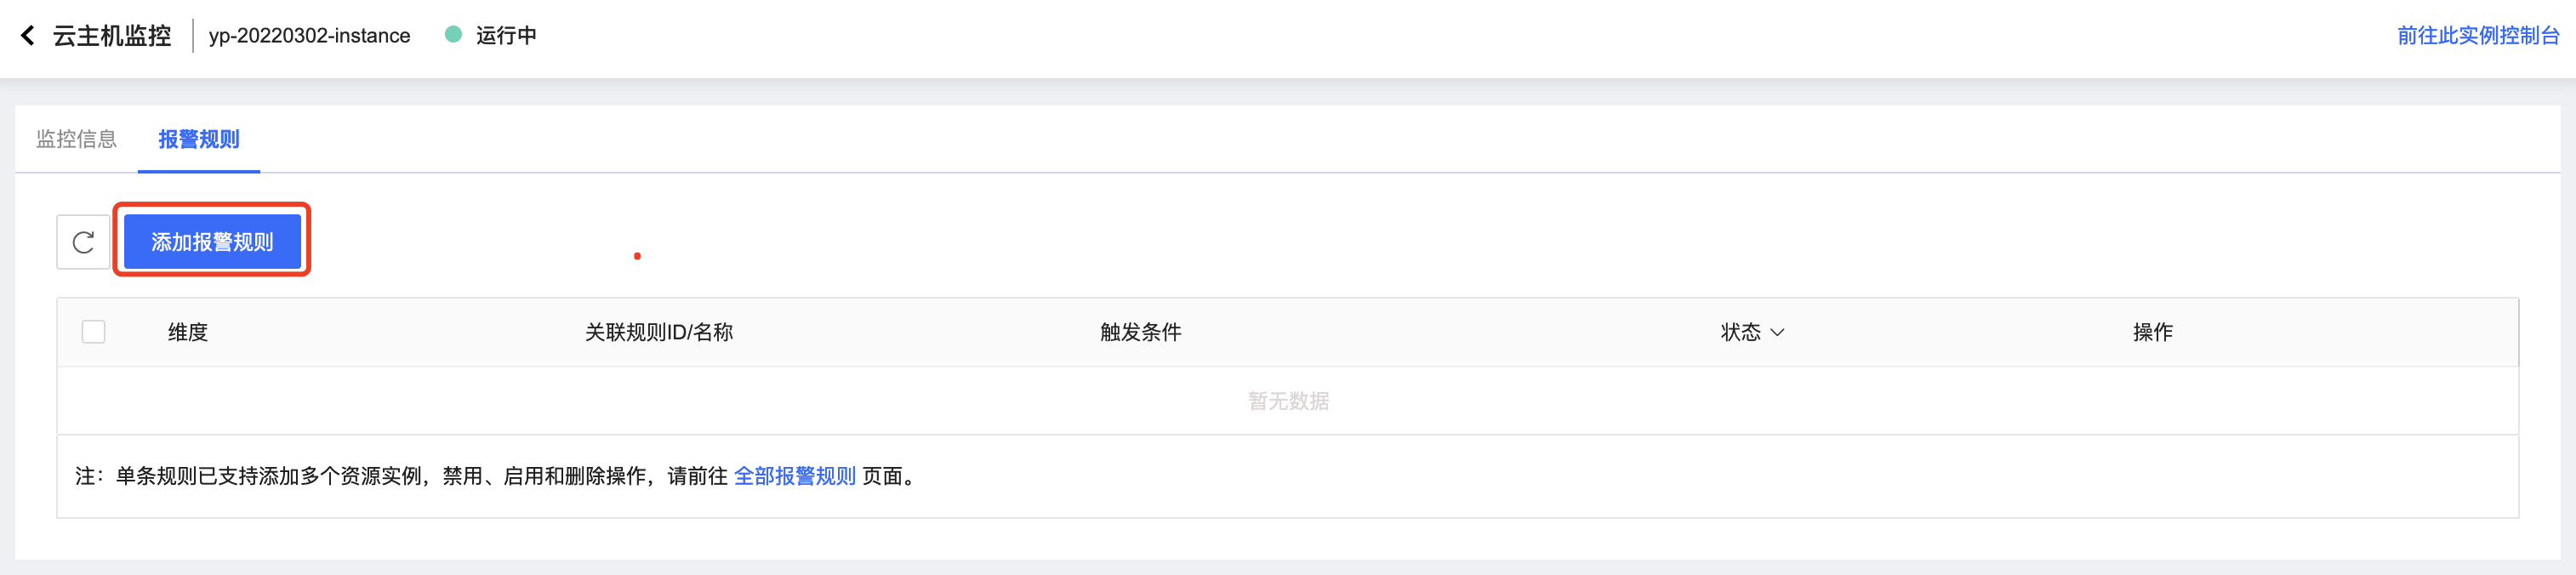 云主机监控 yp-20220302-instance 运行中 前往此实例控制台
监控信息 报警规则
添加报警规则
维度 关联规则ID/名称 触发条件 状态 操作
暂无数据
注：单条规则已支持添加多个资源实例，禁用、启用和删除操作，请前往 全部报警规则 页面。